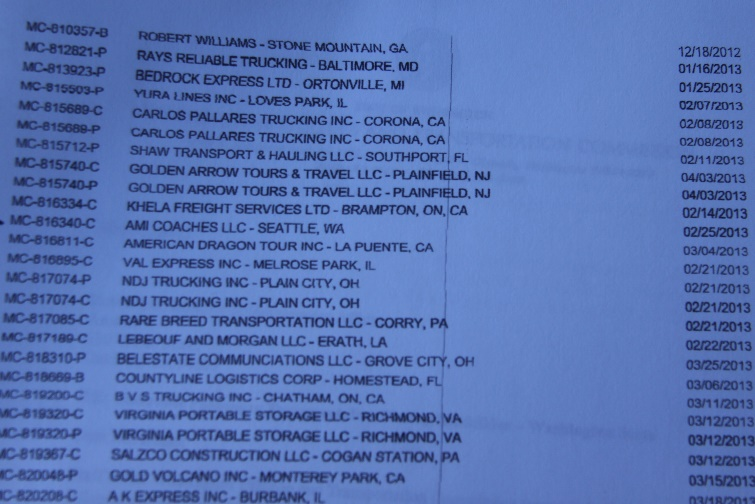 MC-810357-B ROBERT WILLIAMS - STONE MOUNTAIN, GA 12/18/2012
MC-812821-P RAYS RELIABLE TRUCKING - BALTIMORE, MD 01/16/2013
MC-813923-P BEDROCK EXPRESS LTD - ORTONVILLE, MI 01/25/2013
MC-815503-P YURA LINES INC - LOVES PARK, IL 02/07/2013
MC-815689-C CARLOS PALLARES TRUCKING INC - CORONA, CA 02/08/2013
MC-815689-P CARLOS PALLARES TRUCKING INC - CORONA, CA 02/08/2013
MC-815712-P SHAW TRANSPORT & HAULING LLC - SOUTHPORT, FL 02/11/2013
MC-815740-C GOLDEN ARROW TOURS & TRAVEL LLC - PLAINFIELD, NJ 04/03/2013
MC-815740-P GOLDEN ARROW TOURS & TRAVEL LLC - PLAINFIELD, NJ 04/03/2013
MC-816334-C KHELA FREIGHT SERVICES LTD - BRAMPTON, ON, CA 02/14/2013
MC-816340-C AMI COACHES LLC - SEATTLE, WA 02/25/2013
MC-816811-C AMERICAN DRAGON TOUR INC - LA PUENTE, CA 03/04/2013
MC-816895-C VAL EXPRESS INC - MELROSE PARK, IL 02/21/2013
MC-817074-P NDJ TRUCKING INC - PLAIN CITY, OH 02/21/2013
MC-817074-C NDJ TRUCKING INC - PLAIN CITY, OH 02/21/2013
MC-817085-C RARE BREED TRANSPORTATION LLC - CORRY, PA 02/21/2013
MC-817189-C LEBEOUF AND MORGAN LLC - ERATH, LA 02/22/2013
MC-818310-P BELESTATE COMMUNCIATIONS LLC - GROVE CITY, OH 03/25/2013
MC-818669-B COUNTYLINE LOGISTICS CORP - HOMESTEAD, FL 03/06/2013
MC-819200-C B V S TRUCKING INC - CHATHAM, ON, CA 03/11/2013
MC-819320-C VIRGINIA PORTABLE STORAGE LLC - RICHMOND, VA 03/12/2013
MC-819320-P VIRGINIA PORTABLE STORAGE LLC - RICHMOND, VA 03/12/2013
MC-819367-C SALZCO CONSTRUCTION LLC - COGAN STATION, PA 03/12/2013
MC-820048-P GOLD VOLCANO INC - MONTEREY PARK, CA 03/15/2013
MC-820208-C A K EXPRESS INC - BURBANK, IL 03/18/2013